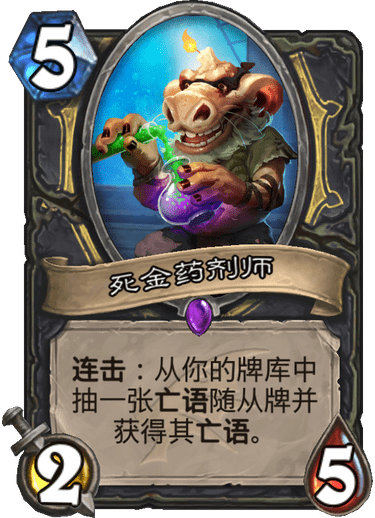 5
死金药剂师
连击：从你的牌库中
抽一张亡语随从牌并
获得其亡语。
2
5